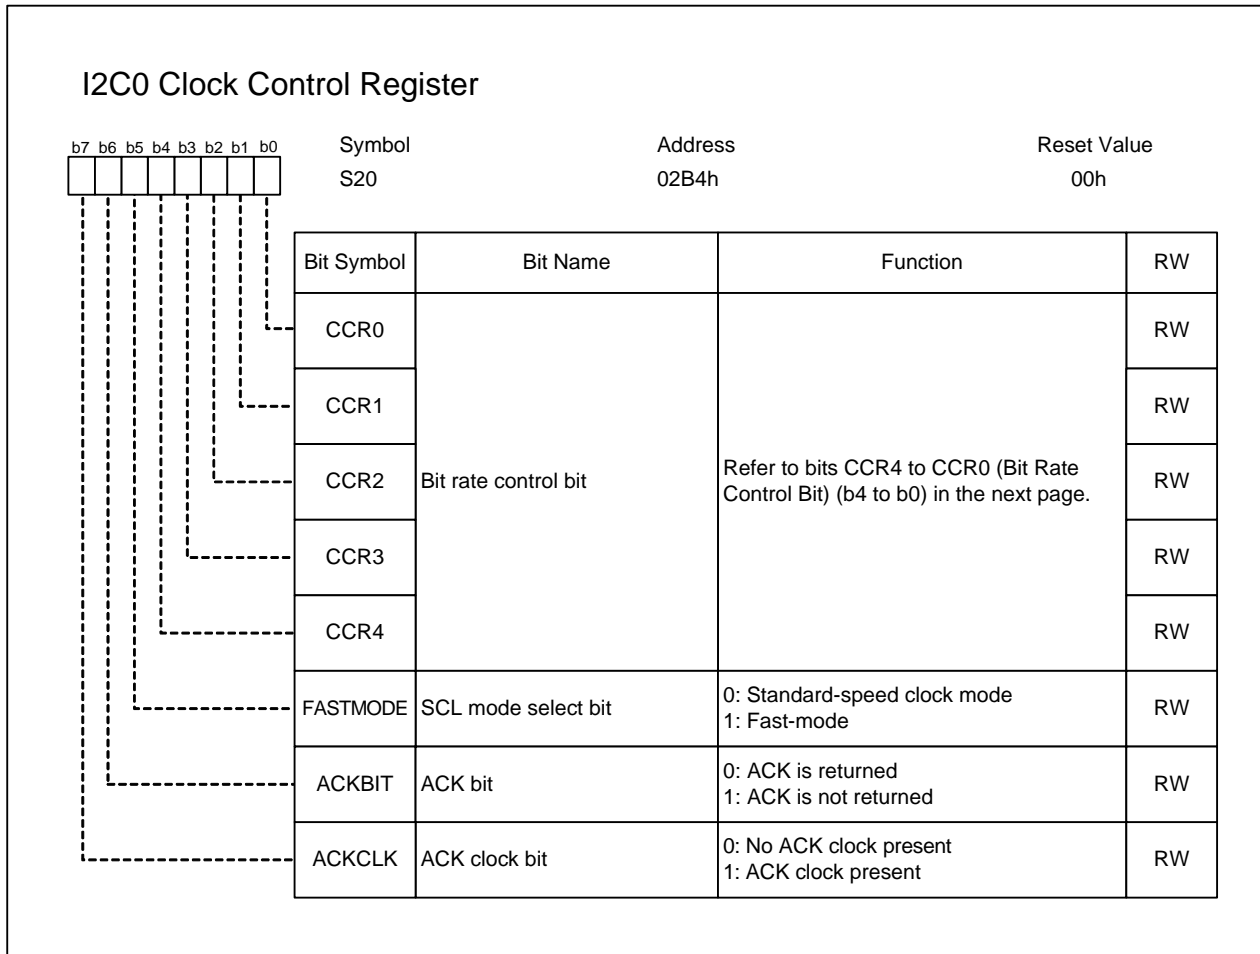 I2C0 Clock Control Register
b7 b6 b5 b4 b3 b2 b1 b0
Symbol Address Reset Value
S20 02B4h 00h
Bit Symbol Bit Name Function RW
CCR0 RW
CCR1 RW
CCR2 Bit rate control bit Refer to bits CCR4 to CCR0 (Bit Rate
Control Bit) (b4 to b0) in the next page. RW
CCR3 RW
CCR4 RW
FASTMODE SCL mode select bit 0: Standard-speed clock mode
1: Fast-mode RW
ACKBIT ACK bit 0: ACK is returned
1: ACK is not returned RW
ACKCLK ACK clock bit 0: No ACK clock present
1: ACK clock present RW